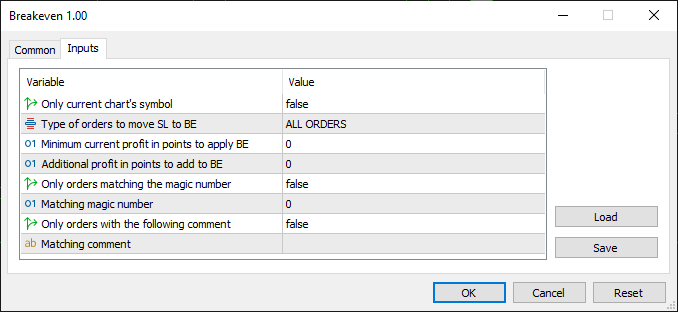 Breakeven 1.00
Common Inputs
Variable Value
Only current chart's symbol false
Type of orders to move SL to BE ALL ORDERS
01 Minimum current profit in points to apply BE 0
01 Additional profit in points to add to BE 0
Only orders matching the magic number false
01 Matching magic number 0
Only orders with the following comment false
ab Matching comment
Load
Save
OK Cancel Reset